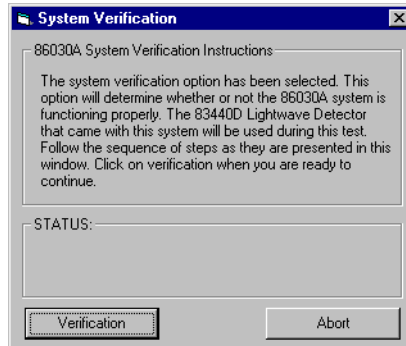 System Verification
86030A System Verification Instructions
The system verification option has been selected. This
option will determine whether or not the 86030A system is
functioning properly. The 83440D Lightwave Detector
that came with this system will be used during this test.
Follow the sequence of steps as they are presented in this
window. Click on verification when you are ready to
continue.
STATUS:
Verification
Abort